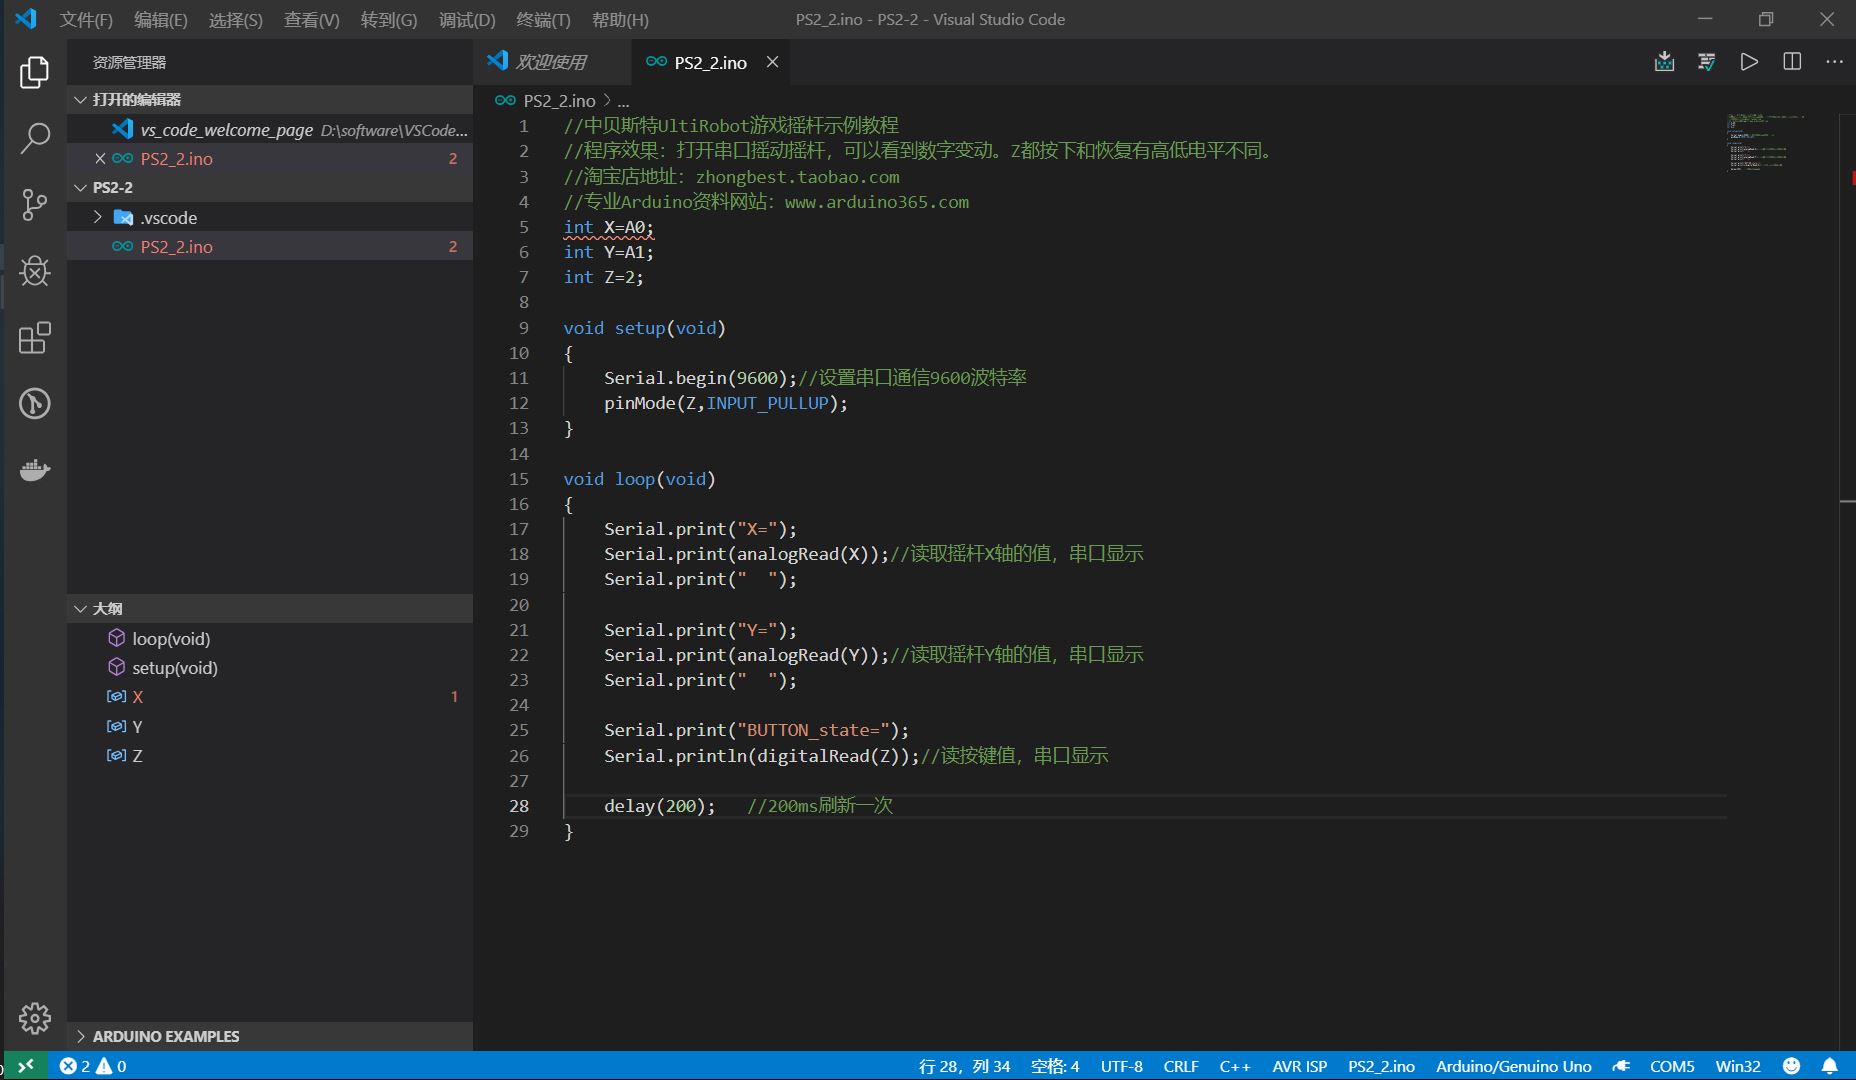 文件(F) 编辑(E) 选择(S) 查看(V) 转到(G) 调试(D) 终端(T) 帮助(H) PS2_2.ino - PS2-2 - Visual Studio Code
资源管理器
打开的编辑器
vs_code_welcome_page D:\software\VSCode...
PS2_2.ino 2
PS2-2
.vscode
PS2_2.ino 2
大纲
loop(void)
setup(void)
X 1
Y
Z
ARDUINO EXAMPLES
欢迎使用 PS2_2.ino
PS2_2.ino > ...
1 //中贝斯特UltiRobot游戏摇杆示例教程
2 //程序效果：打开串口摇动摇杆，可以看到数字变动。Z都按下和恢复有高低电平不同。
3 //淘宝店地址：zhongbest.taobao.com
4 //专业Arduino资料网站：www.arduino365.com
5 int X=A0;
6 int Y=A1;
7 int Z=2;
8
9 void setup(void)
10 {
11 Serial.begin(9600);//设置串口通信9600波特率
12 pinMode(Z,INPUT_PULLUP);
13 }
14
15 void loop(void)
16 {
17 Serial.print("X=");
18 Serial.print(analogRead(X));//读取摇杆X轴的值，串口显示
19 Serial.print("  ");
20
21 Serial.print("Y=");
22 Serial.print(analogRead(Y));//读取摇杆Y轴的值，串口显示
23 Serial.print("  ");
24
25 Serial.print("BUTTON_state=");
26 Serial.println(digitalRead(Z));//读按键值，串口显示
27
28 delay(200);   //200ms刷新一次
29 }
2 0 行 28，列 34 空格: 4 UTF-8 CRLF C++ AVR ISP PS2_2.ino Arduino/Genuino Uno COM5 Win32